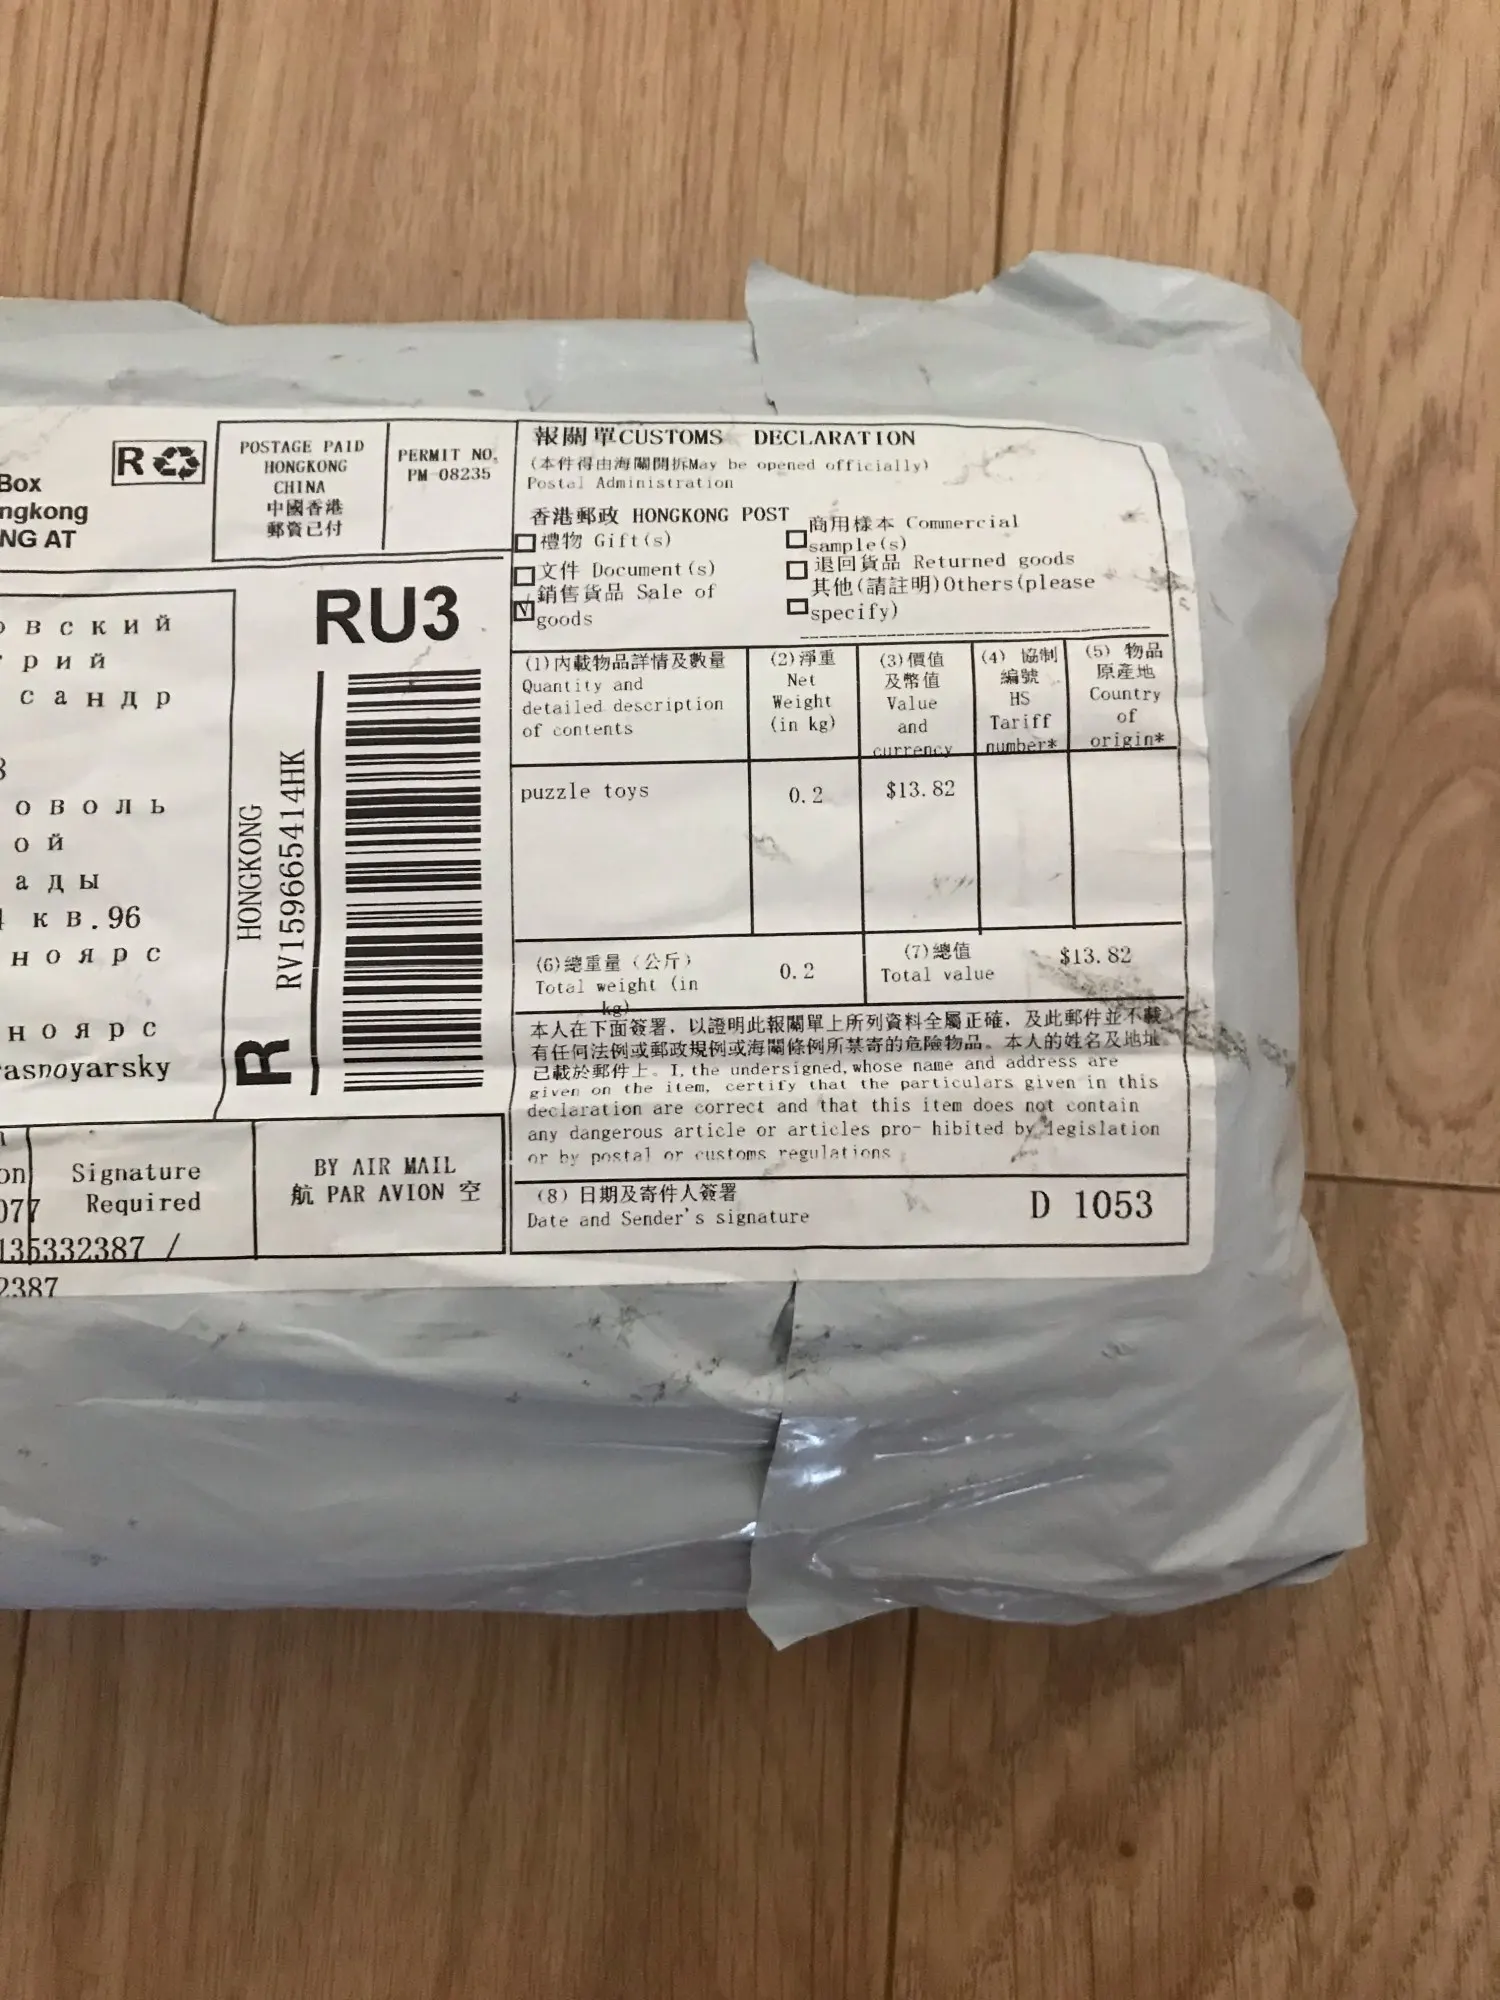 Box
ngkong
NG AT
R
POSTAGE PAID
HONGKONG
CHINA
中國香港
郵資已付
PERMIT NO.
PM 08235
報關單CUSTOMS DECLARATION
(本件得由海關開拆May be opened officially)
Postal Administration
香港郵政 HONGKONG POST
禮物 Gift(s)
文件 Document(s)
銷售貨品 Sale of
goods
商用樣本 Commercial
sample(s)
退回貨品 Returned goods
其他(請註明)Others(please
specify)
овский
рий
сандр
оволь
ой
ады
кв.96
ноярс
ноярс
asnoyarsky
RU3
HONGKONG
RV159665414HK
R
(1)內載物品詳情及數量
Quantity and
detailed description
of contents
(2)淨重
Net
Weight
(in kg)
(3)價值
及幣值
Value
and
currency
(4) 協制
編號
HS
Tariff
number*
(5) 物品
原產地
Country
of
origin*
puzzle toys
0.2
$13.82
(6)總重量(公斤)
Total weight (in
kg)
0.2
(7)總值
Total value
$13.82
本人在下面簽署，以證明此報關單上所列資料全屬正確，及此郵件並不載
有任何法例或郵政規例或海關條例所禁寄的危險物品。本人的姓名及地址
已載於郵件上。I, the undersigned, whose name and address are
given on the item, certify that the particulars given in this
declaration are correct and that this item does not contain
any dangerous article or articles pro- hibited by legislation
or by postal or customs regulations
(8)日期及寄件人簽署
Date and Sender's signature
D 1053
on
077
Signature
Required
135332387 /
2387
BY AIR MAIL
航 PAR AVION 空